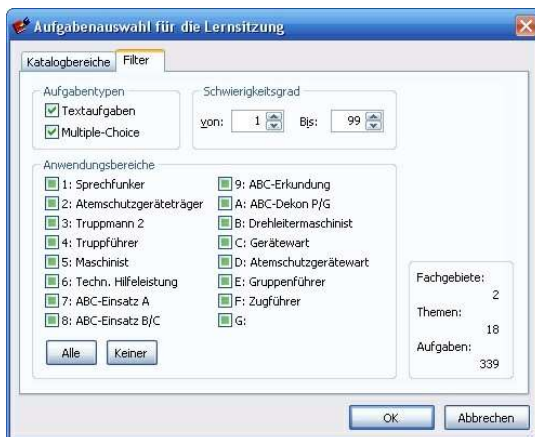 Aufgabenauswahl für die Lernsitzung
Katalogbereiche Filter
Aufgabentypen
Textaufgaben
Multiple-Choice
Schwierigkeitsgrad
von: 1 Bis: 99
Anwendungsbereiche
1: Sprechfunker
2: Atemschutzgeräteträger
3: Truppmann 2
4: Truppführer
5: Maschinist
6: Techn. Hilfeleistung
7: ABC-Einsatz A
8: ABC-Einsatz B/C
9: ABC-Erkundung
A: ABC-Dekon P/G
B: Drehleitermaschinist
C: Gerätewart
D: Atemschutzgerätewart
E: Gruppenführer
F: Zugführer
G:
Alle Keiner
Fachgebiete:
2
Themen:
18
Aufgaben:
339
OK Abbrechen